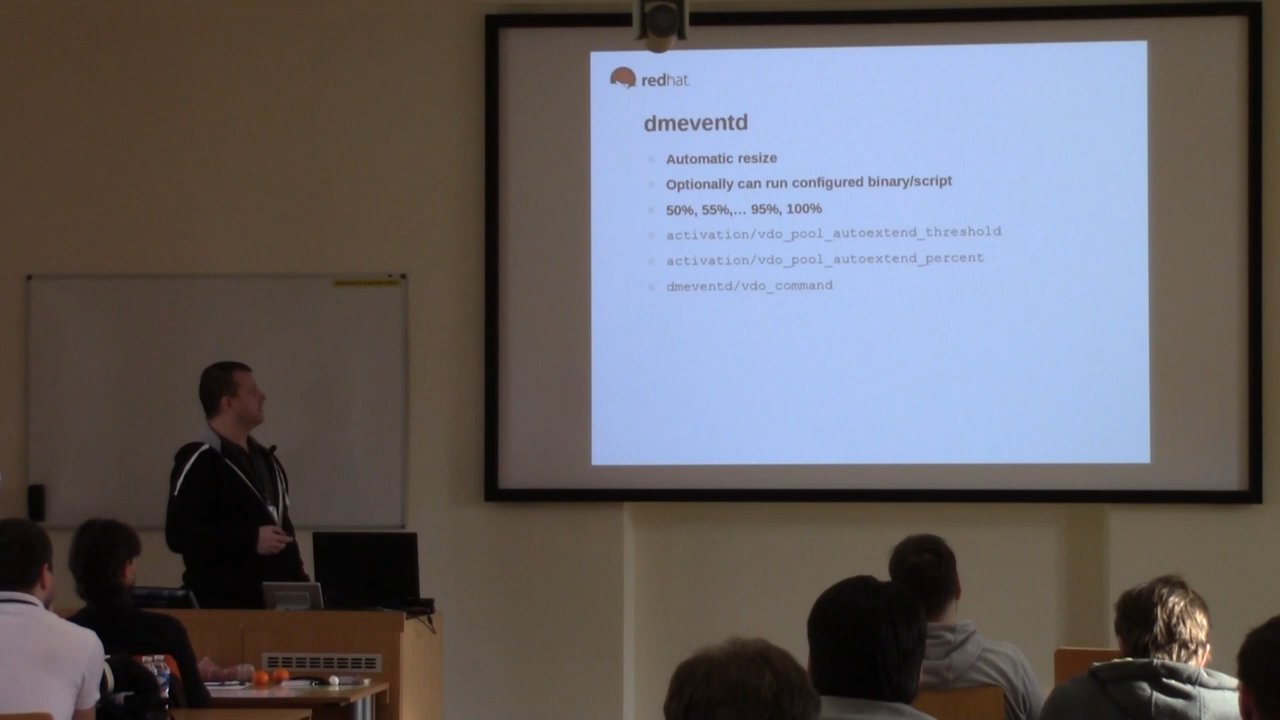 redhat.
dmeventd
Automatic resize
Optionally can run configured binary/script
50%, 55%,... 95%, 100%
activation/vdo_pool_autoextend_threshold
activation/vdo_pool_autoextend_percent
dmeventd/vdo_command